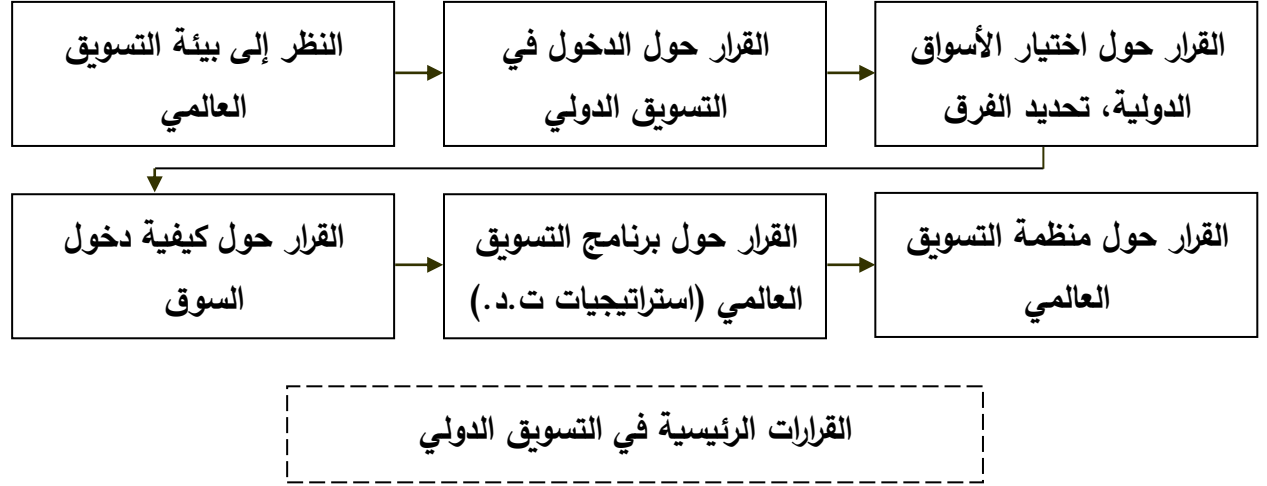 النظر إلى بيئة التسويق
العالمي
القرار حول الدخول في
التسويق الدولي
القرار حول اختيار الأسواق
الدولية، تحديد الفرق
القرار حول كيفية دخول
السوق
القرار حول برنامج التسويق
العالمي (استراتيجيات ت.د.)
القرار حول منظمة التسويق
العالمي
القرارات الرئيسية في التسويق الدولي